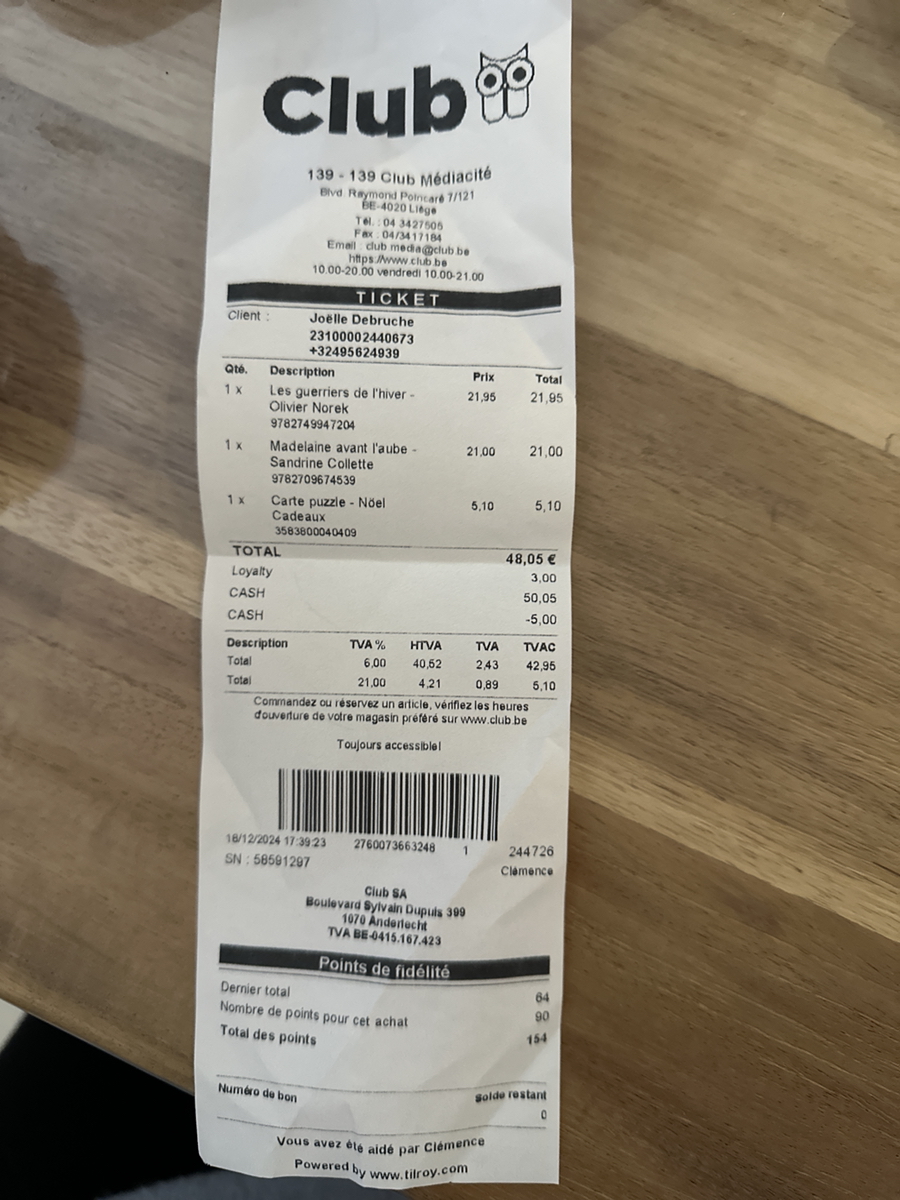 Club
139 - 139 Club Médiacité
Blvd. Raymond Poincaré 7/121
BE-4020 Liège
Tél. : 04 3427505
Fax : 04/3417184
Email : club.media@club.be
https://www.club.be
10.00-20.00 vendredi 10.00-21.00
TICKET
Client : Joëlle Debruche
23100002440673
+32495624939
Qté. Description Prix Total
1 x Les guerriers de l'hiver - 21,95 21,95
Olivier Norek
9782749947204
1 x Madelaine avant l'aube - 21,00 21,00
Sandrine Collette
9782709674539
1 x Carte puzzle - Nöel 5,10 5,10
Cadeaux
3583800040409
TOTAL 48,05 €
Loyalty 3,00
CASH 50,05
CASH -5,00
Description TVA % HTVA TVA TVAC
Total 6,00 40,52 2,43 42,95
Total 21,00 4,21 0,89 5,10
Commandez ou réservez un article, vérifiez les heures
d'ouverture de votre magasin préféré sur www.club.be
Toujours accessible!
18/12/2024 17:39:23 2760073663248 1 244726
SN : 58591297 Clémence
Club SA
Boulevard Sylvain Dupuis 399
1070 Anderlecht
TVA BE-0415.167.423
Points de fidélité
Dernier total 64
Nombre de points pour cet achat 90
Total des points 154
Numéro de bon Solde restant
0
Vous avez été aidé par Clémence
Powered by www.tilroy.com